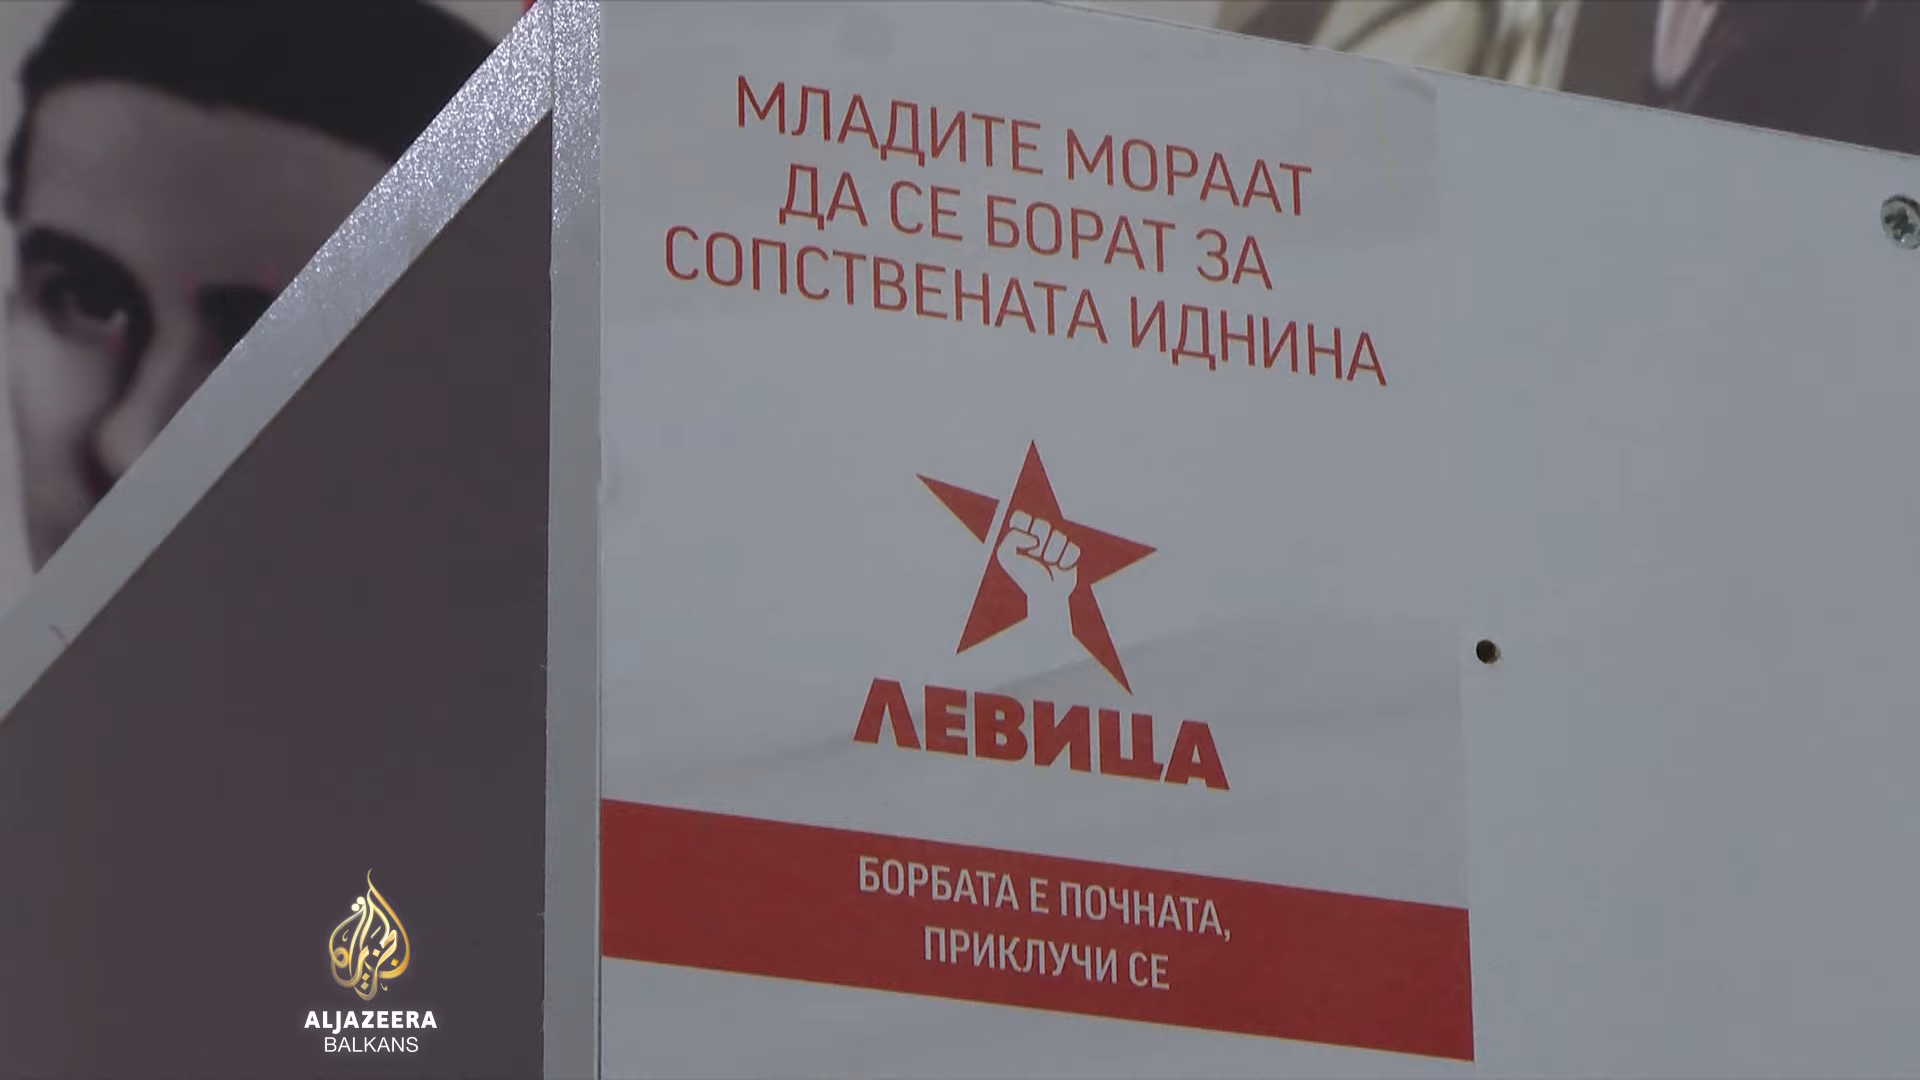 МЛАДИТЕ МОРААТ
ДА СЕ БОРАТ ЗА
СОПСТВЕНАТА ИДНИНА
ЛЕВИЦА
БОРБАТА Е ПОЧНАТА,
ПРИКЛУЧИ СЕ
ALJAZEERA
BALKANS